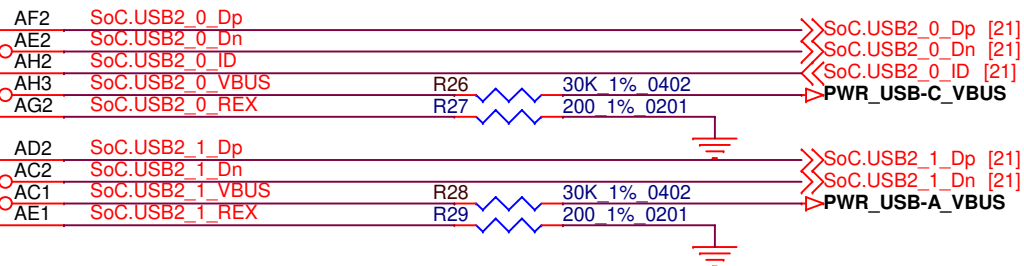 AF2 SoC.USB2_0_Dp SoC.USB2_0_Dp [21]
AE2 SoC.USB2_0_Dn SoC.USB2_0_Dn [21]
AH2 SoC.USB2_0_ID SoC.USB2_0_ID [21]
AH3 SoC.USB2_0_VBUS R26 30K_1%_0402 PWR_USB-C_VBUS
AG2 SoC.USB2_0_REX R27 200_1%_0201
AD2 SoC.USB2_1_Dp SoC.USB2_1_Dp [21]
AC2 SoC.USB2_1_Dn SoC.USB2_1_Dn [21]
AC1 SoC.USB2_1_VBUS R28 30K_1%_0402 PWR_USB-A_VBUS
AE1 SoC.USB2_1_REX R29 200_1%_0201